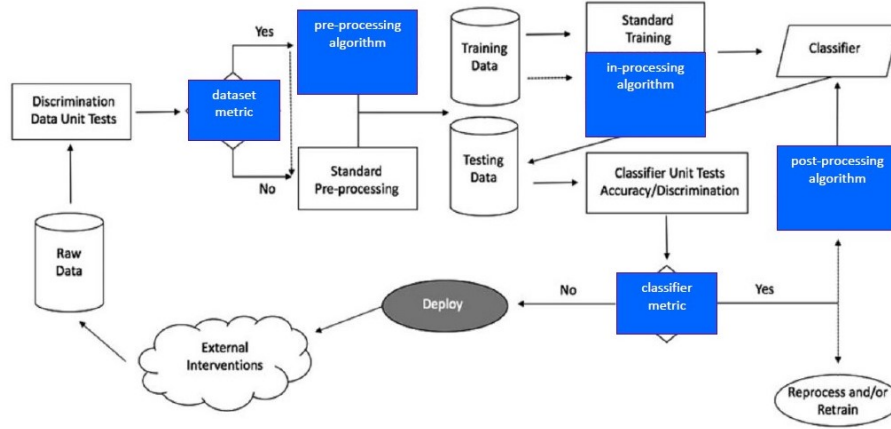 Yes
pre-processing
algorithm
Training
Data
Standard
Training
in-processing
algorithm
Classifier
Discrimination
Data Unit Tests
dataset
metric
No
Standard
Pre-processing
Testing
Data
Classifier Unit Tests
Accuracy/Discrimination
post-processing
algorithm
Raw
Data
Deploy
No
classifier
metric
Yes
External
Interventions
Reprocess and/or
Retrain